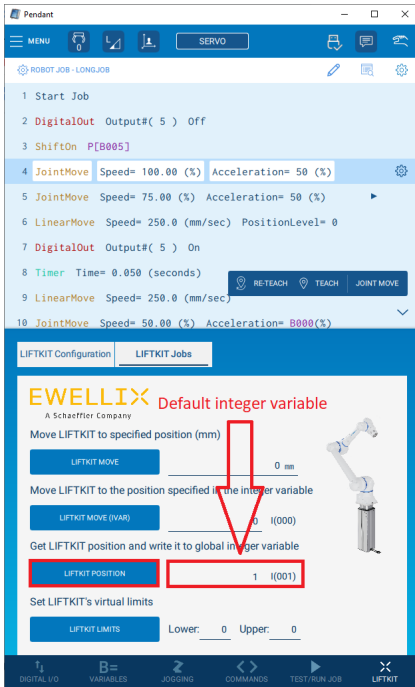 Pendant
MENU 0 L SERVO
ROBOT JOB - LONGJOB
1 Start Job
2 DigitalOut Output#( 5 ) Off
3 ShiftOn P[B005]
4 JointMove Speed= 100.00 (%) Acceleration= 50 (%)
5 JointMove Speed= 75.00 (%) Acceleration= 50 (%)
6 LinearMove Speed= 250.0 (mm/sec) PositionLevel= 0
7 DigitalOut Output#( 5 ) On
8 Timer Time= 0.050 (seconds)
RE-TEACH TEACH JOINT MOVE
9 LinearMove Speed= 250.0 (mm/sec)
10 JointMove Speed= 50.00 (%) Acceleration= B000(%)
LIFTKIT Configuration LIFTKIT Jobs
EWELLIX
A Schaeffler Company
Default integer variable
Move LIFTKIT to specified position (mm)
LIFTKIT MOVE 0 mm
Move LIFTKIT to the position specified in the integer variable
LIFTKIT MOVE (IVAR) 0 I(000)
Get LIFTKIT position and write it to global integer variable
LIFTKIT POSITION 1 I(001)
Set LIFTKIT's virtual limits
LIFTKIT LIMITS Lower: 0 Upper: 0
DIGITAL I/O VARIABLES JOGGING COMMANDS TEST/RUN JOB LIFTKIT